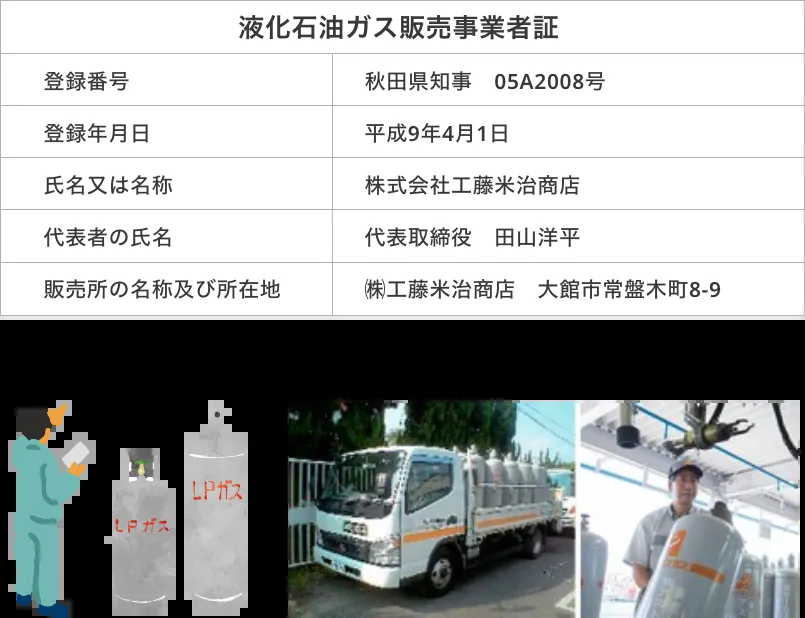 液化石油ガス販売事業者証
登録番号 秋田県知事　05A2008号
登録年月日 平成9年4月1日
氏名又は名称 株式会社工藤米治商店
代表者の氏名 代表取締役　田山洋平
販売所の名称及び所在地 ㈱工藤米治商店　大館市常盤木町8-9
LPガス
LPガス